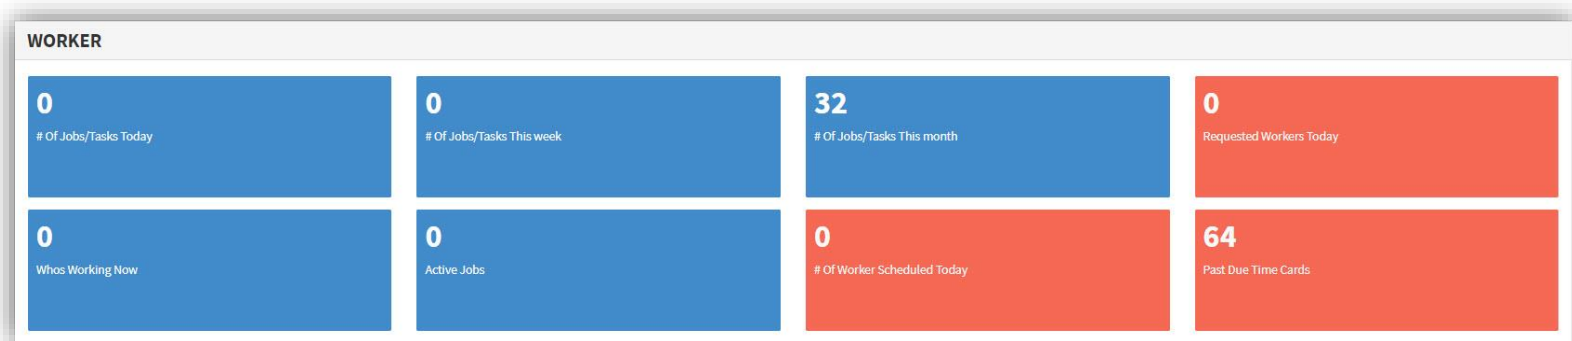 WORKER
0
# Of Jobs/Tasks Today
0
# Of Jobs/Tasks This week
32
# Of Jobs/Tasks This month
0
Requested Workers Today
0
Whos Working Now
0
Active Jobs
0
# Of Worker Scheduled Today
64
Past Due Time Cards